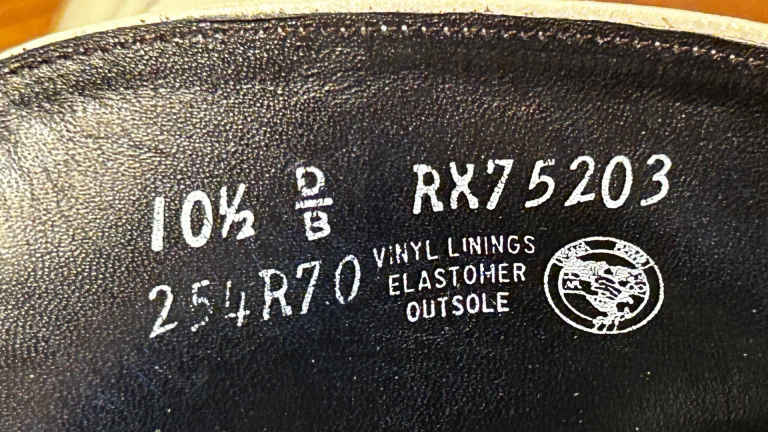 10½ D/B RX75203
254R70
VINYL LININGS
ELASTOMER
OUTSOLE